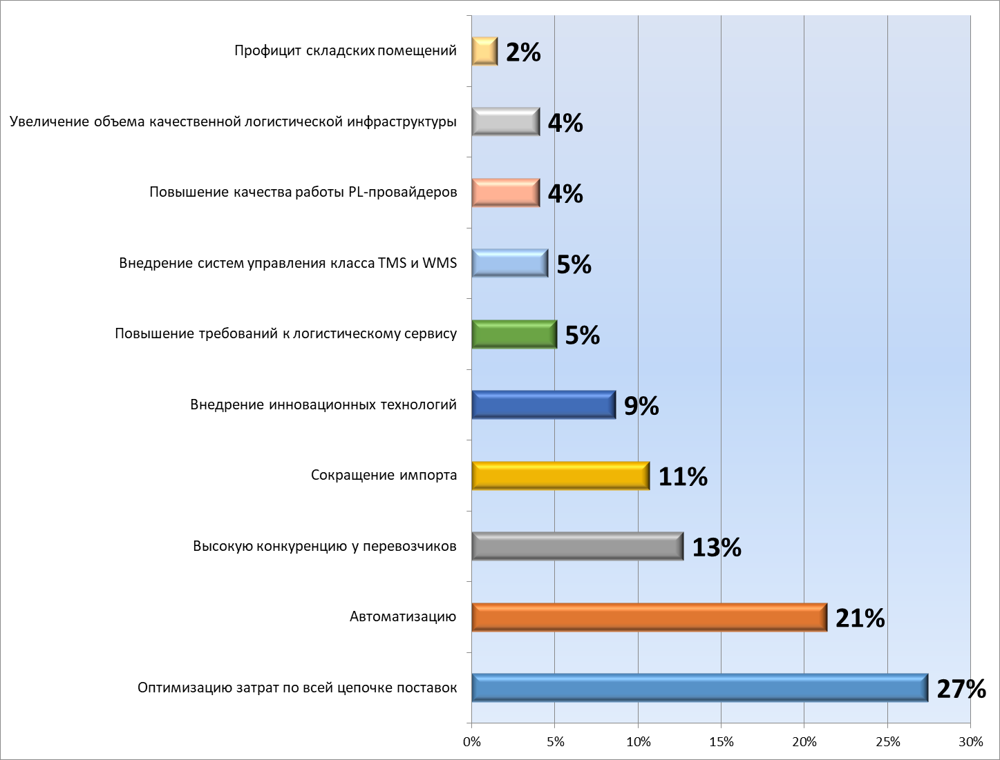 Профицит складских помещений
2%
Увеличение объема качественной логистической инфраструктуры
4%
Повышение качества работы PL-провайдеров
4%
Внедрение систем управления класса TMS и WMS
5%
Повышение требований к логистическому сервису
5%
Внедрение инновационных технологий
9%
Сокращение импорта
11%
Высокую конкуренцию у перевозчиков
13%
Автоматизацию
21%
Оптимизацию затрат по всей цепочке поставок
27%
0% 5% 10% 15% 20% 25% 30%